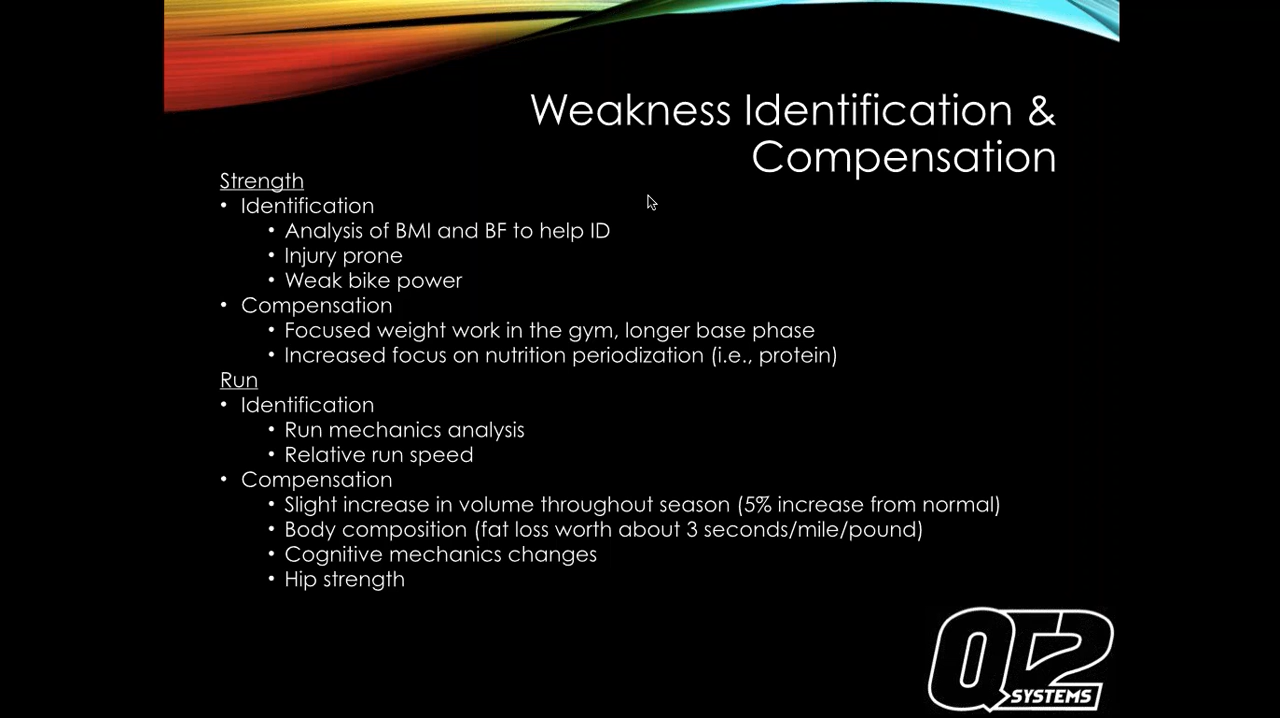 Weakness Identification &
Compensation
Strength
• Identification
• Analysis of BMI and BF to help ID
• Injury prone
• Weak bike power
• Compensation
• Focused weight work in the gym, longer base phase
• Increased focus on nutrition periodization (i.e., protein)
Run
• Identification
• Run mechanics analysis
• Relative run speed
• Compensation
• Slight increase in volume throughout season (5% increase from normal)
• Body composition (fat loss worth about 3 seconds/mile/pound)
• Cognitive mechanics changes
• Hip strength
QT2
SYSTEMS